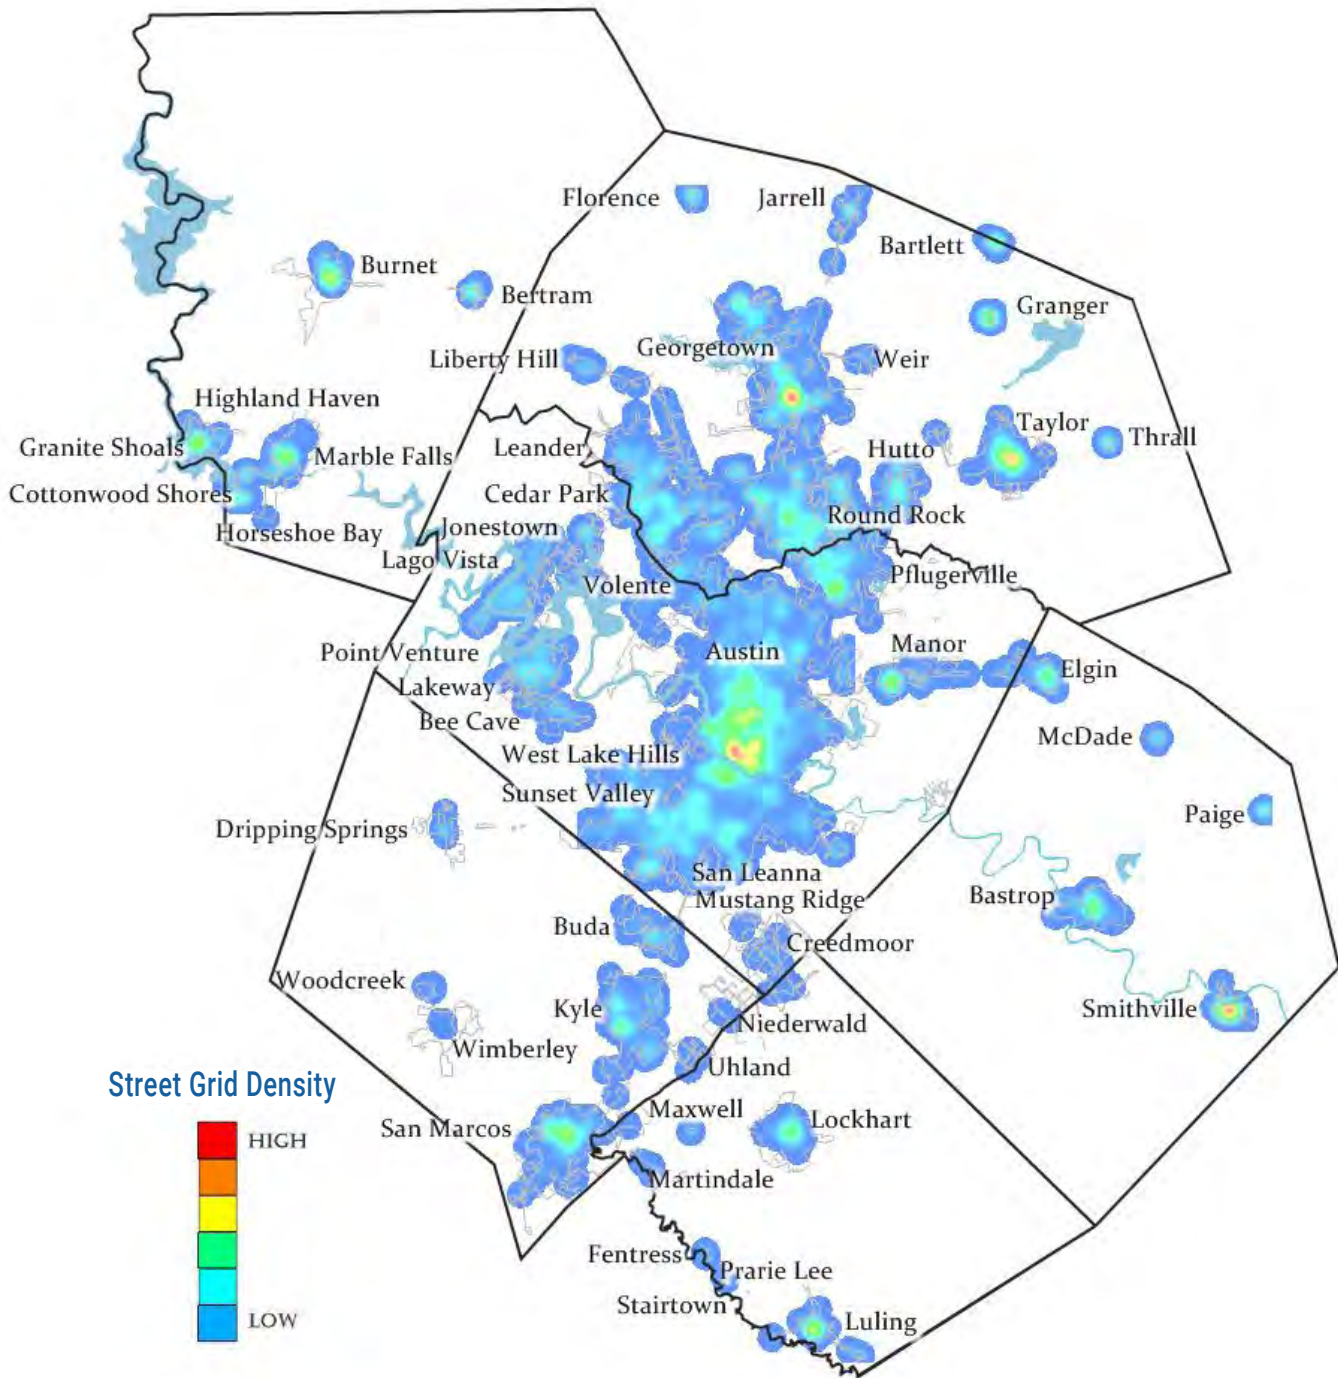 Florence
Jarrell
Bartlett
Burnet
Bertram
Granger
Georgetown
Liberty Hill
Weir
Highland Haven
Taylor
Granite Shoals
Marble Falls
Leander
Hutto
Thrall
Cottonwood Shores
Cedar Park
Round Rock
Horseshoe Bay
Jonestown
Lago Vista
Volente
Pflugerville
Point Venture
Austin
Manor
Elgin
Lakeway
Bee Cave
McDade
West Lake Hills
Sunset Valley
Paige
Dripping Springs
San Leanna
Mustang Ridge
Bastrop
Buda
Creedmoor
Woodcreek
Kyle
Niederwald
Smithville
Wimberley
Uhland
Street Grid Density
HIGH
LOW
San Marcos
Maxwell
Lockhart
Martindale
Fentress
Prarie Lee
Stairtown
Luling